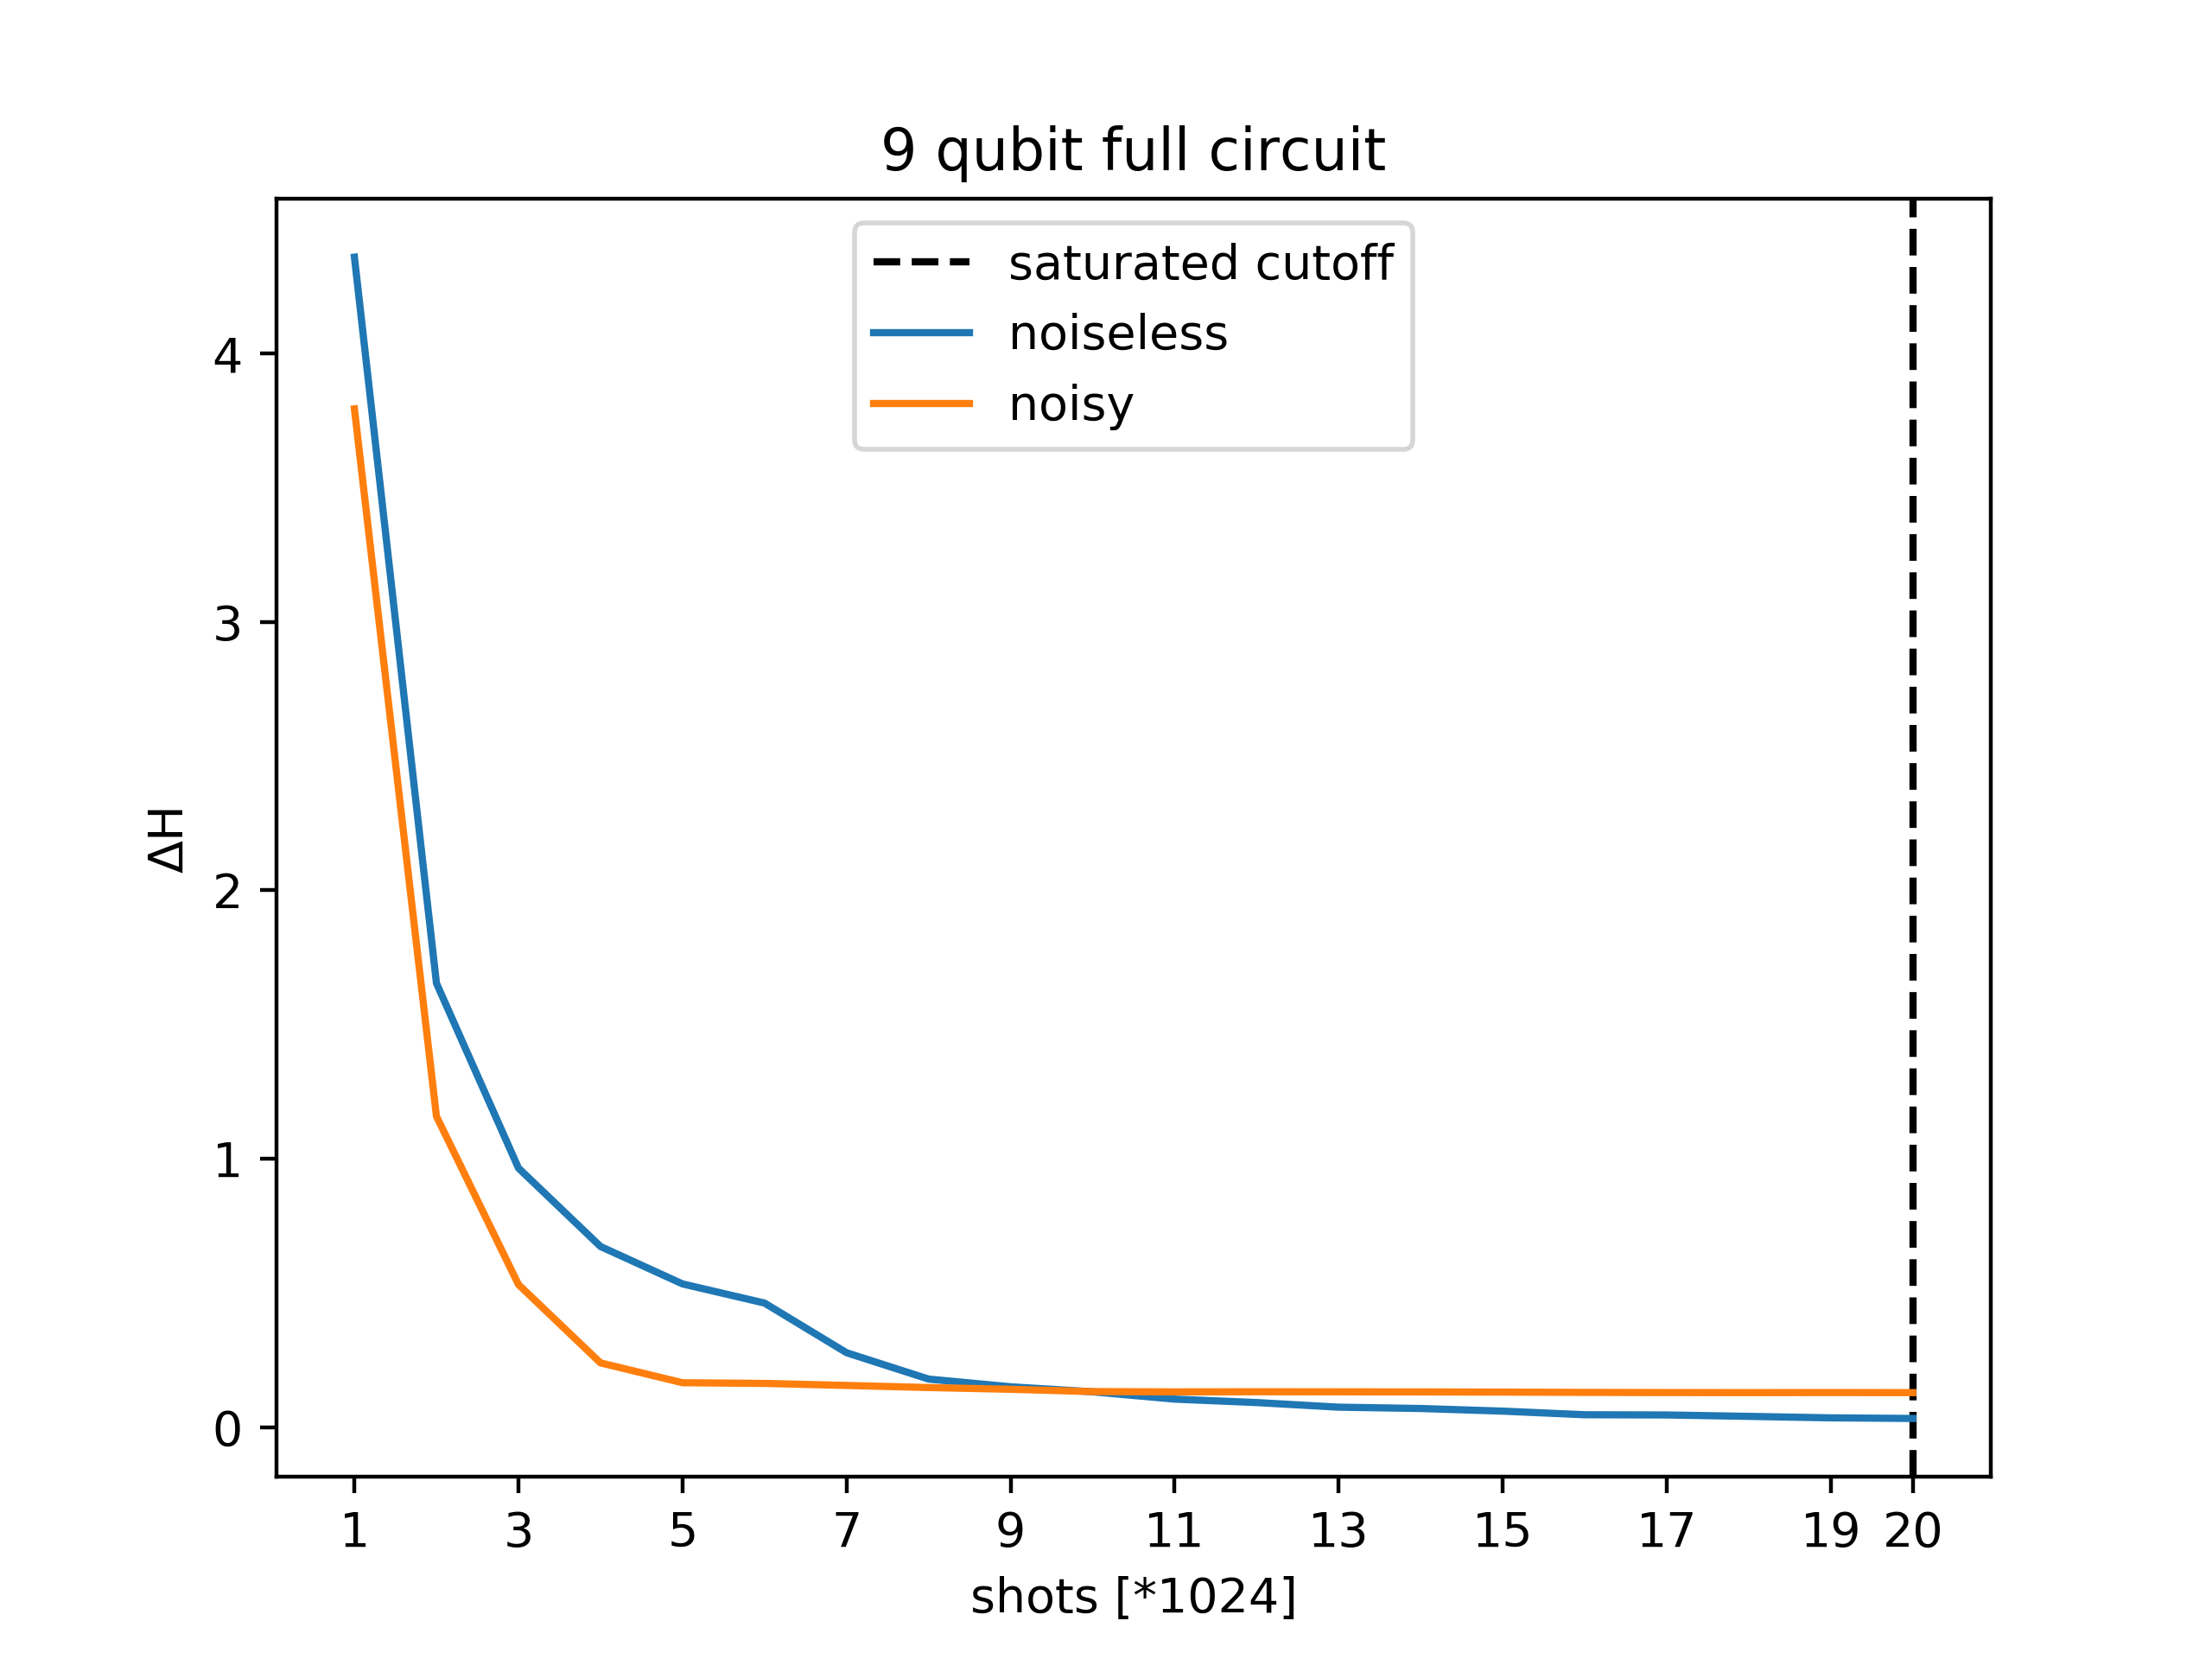 9 qubit full circuit
saturated cutoff
noiseless
noisy
4
3
2
1
0
ΔH
1 3 5 7 9 11 13 15 17 19 20
shots [*1024]